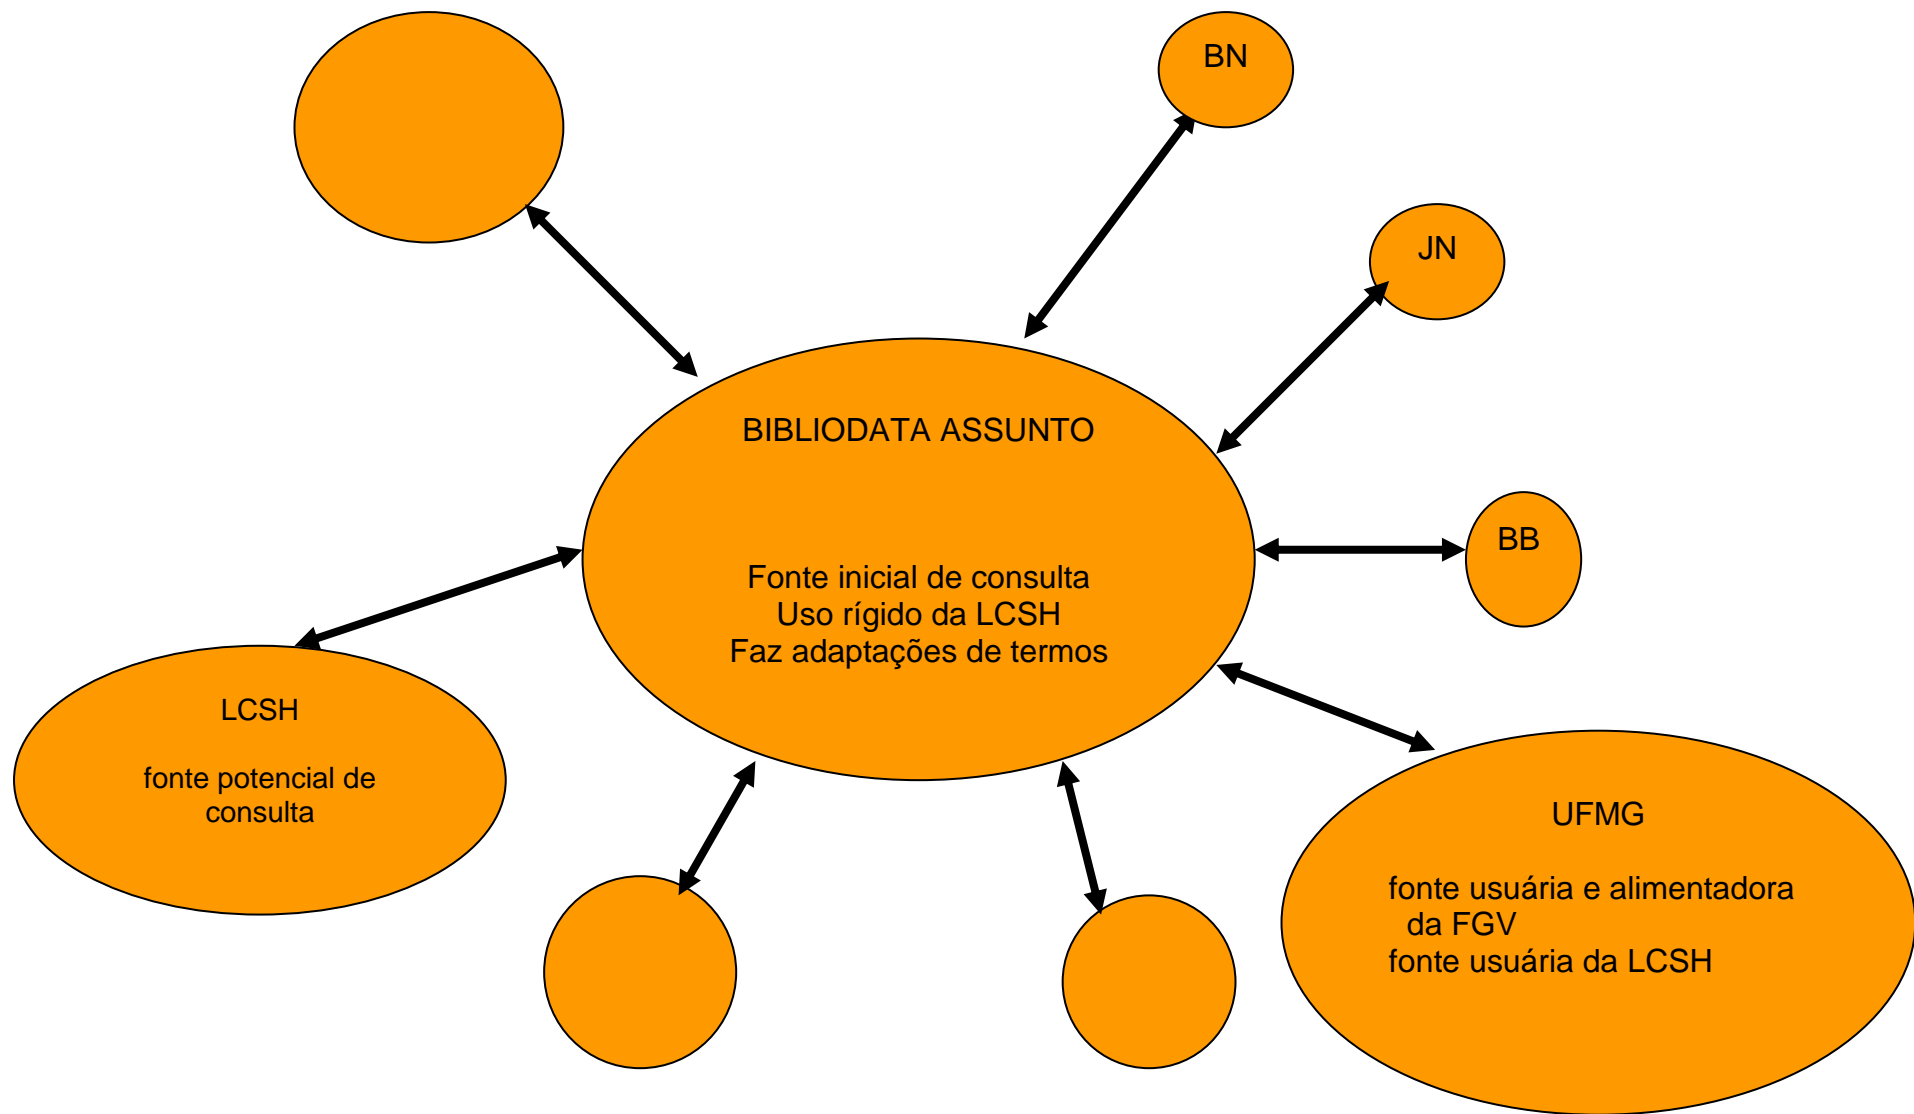 BN
JN
BIBLIODATA ASSUNTO
Fonte inicial de consulta
Uso rígido da LCSH
Faz adaptações de termos
BB
LCSH
fonte potencial de
consulta
UFMG
fonte usuária e alimentadora
da FGV
fonte usuária da LCSH